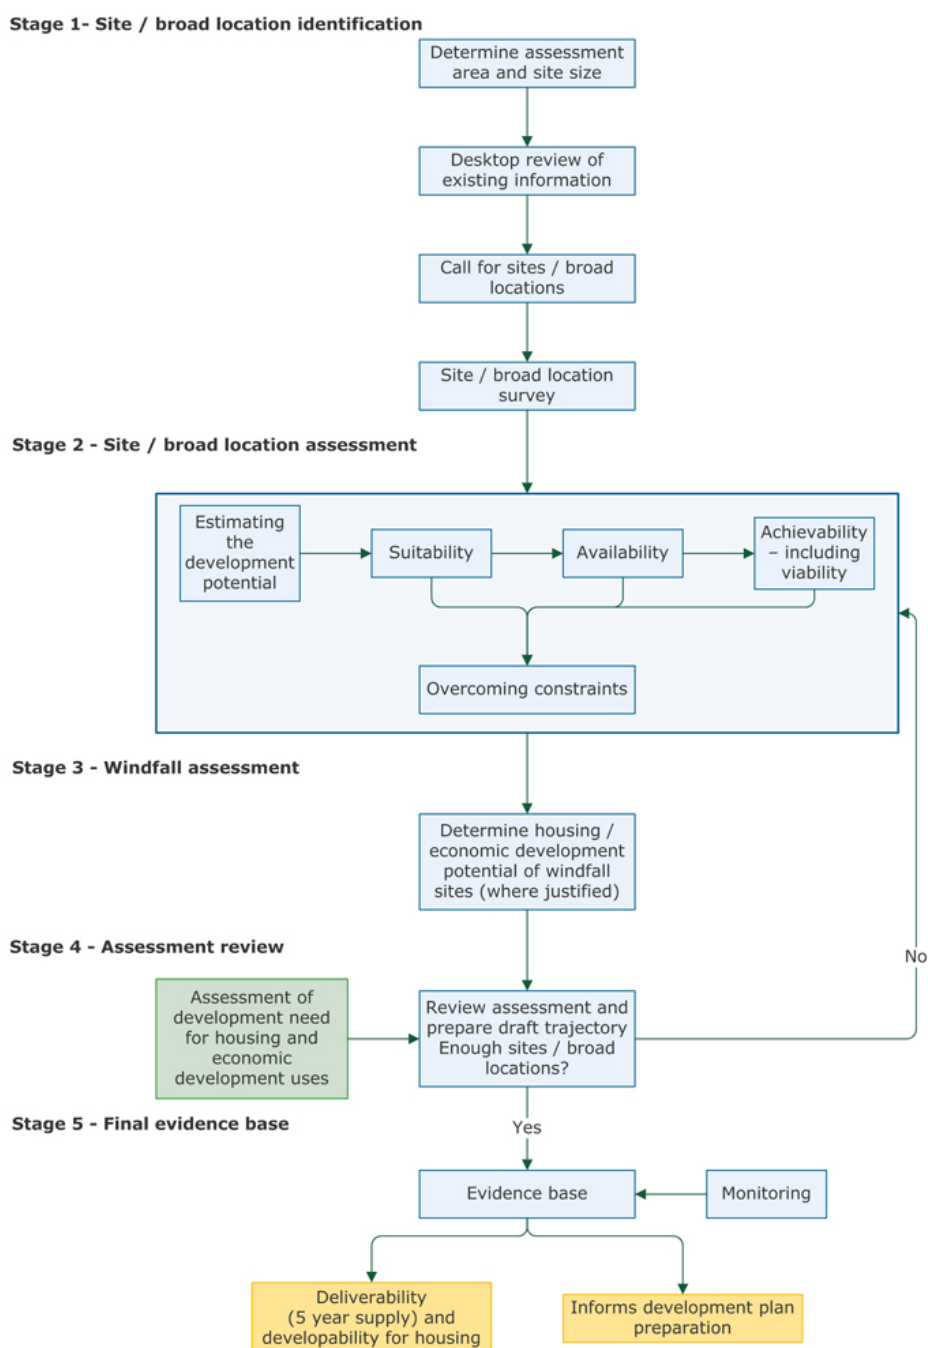 Stage 1- Site / broad location identification
Determine assessment
area and site size
Desktop review of
existing information
Call for sites / broad
locations
Site / broad location
survey
Stage 2 - Site / broad location assessment
Estimating
the
development
potential
Suitability
Availability
Achievability
– including
viability
Overcoming constraints
Stage 3 - Windfall assessment
Determine housing /
economic development
potential of windfall
sites (where justified)
Stage 4 - Assessment review
No
Assessment of
development need
for housing and
economic
development uses
Review assessment and
prepare draft trajectory
Enough sites / broad
locations?
Stage 5 - Final evidence base
Yes
Evidence base
Monitoring
Deliverability
(5 year supply) and
developability for housing
Informs development plan
preparation